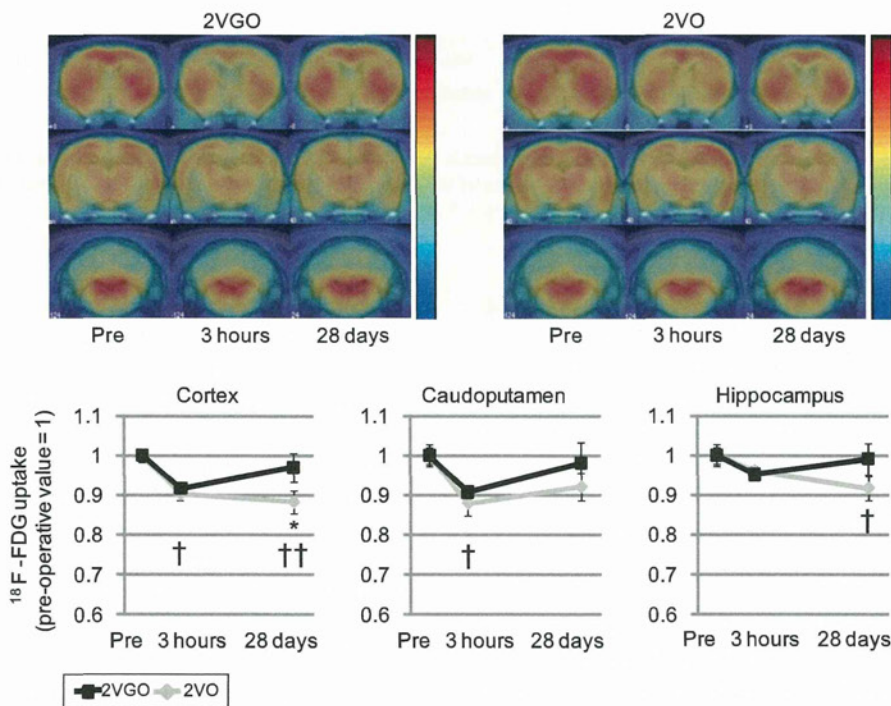 2VGO
2VO
Pre 3 hours 28 days
Pre 3 hours 28 days
Cortex
Caudoputamen
Hippocampus
¹⁸F -FDG uptake
(pre-operative value = 1)
1.1
1
0.9
0.8
0.7
0.6
*
†
††
Pre 3 hours 28 days
1.1
1
0.9
0.8
0.7
0.6
†
Pre 3 hours 28 days
1.1
1
0.9
0.8
0.7
0.6
†
Pre 3 hours 28 days
2VGO 2VO